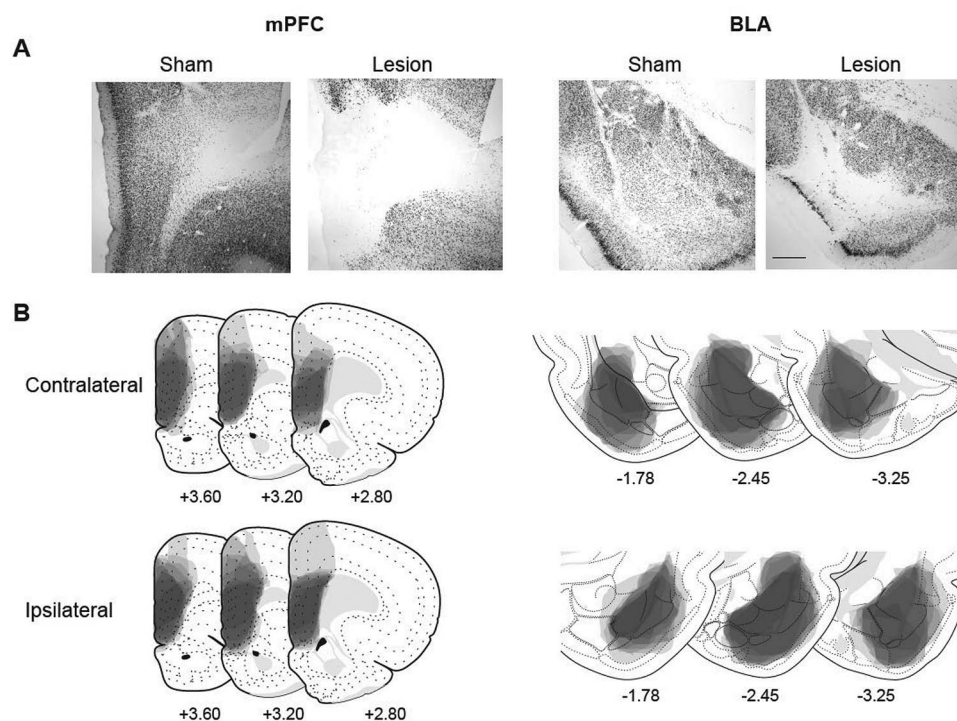 mPFC BLA
A
Sham Lesion Sham Lesion
B
Contralateral
+3.60 +3.20 +2.80 -1.78 -2.45 -3.25
Ipsilateral
+3.60 +3.20 +2.80 -1.78 -2.45 -3.25